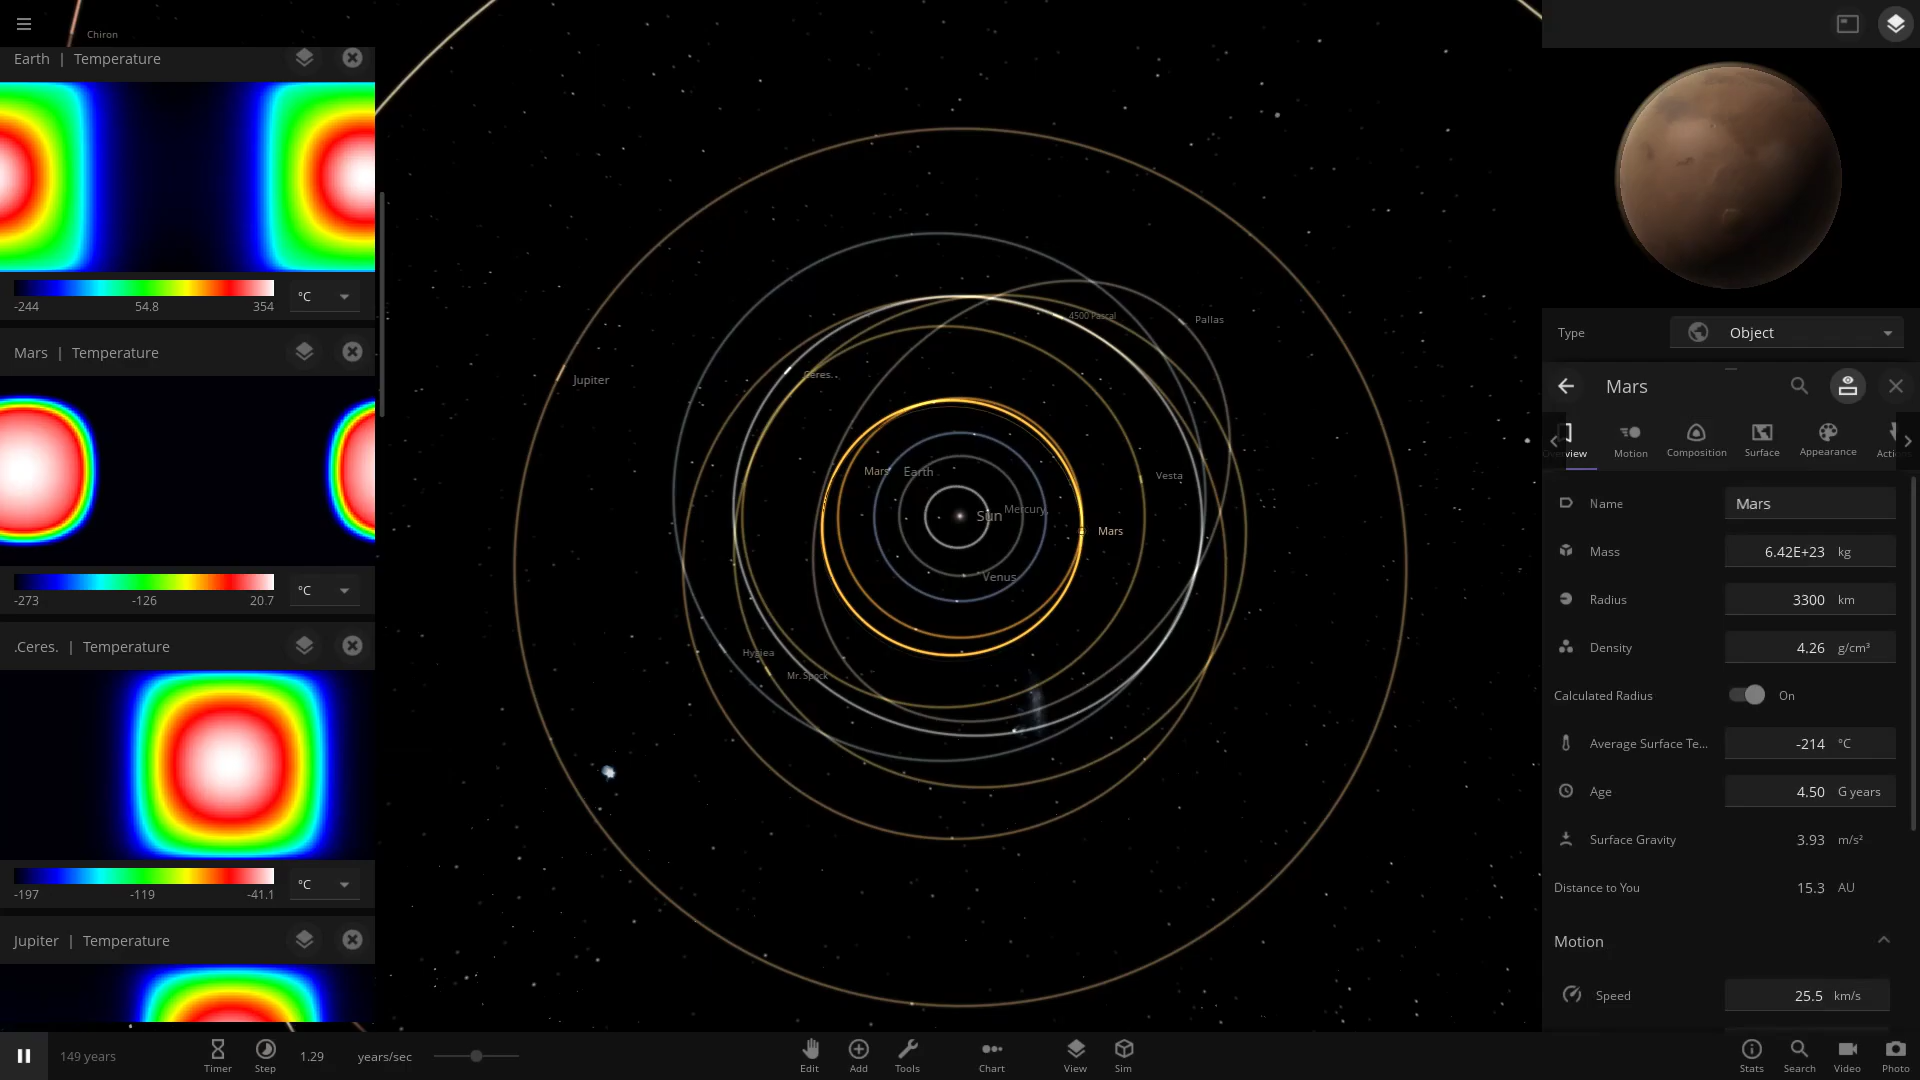 Chiron
Earth | Temperature
-244 54.8 354 °C
Mars | Temperature
-273 -126 20.7 °C
.Ceres. | Temperature
-197 -119 -41.1 °C
Jupiter | Temperature
4500 Pascal
Pallas
Jupiter
Ceres
Mars
Earth
Vesta
Sun
Mercury
Mars
Venus
Hygiea
Mr. Spock
Type Object
Mars
view Motion Composition Surface Appearance Acti
Name Mars
Mass 6.42E+23 kg
Radius 3300 km
Density 4.26 g/cm³
Calculated Radius On
Average Surface Te... -214 °C
Age 4.50 G years
Surface Gravity 3.93 m/s²
Distance to You 15.3 AU
Motion
Speed 25.5 km/s
149 years
Timer
Step
1.29 years/sec
Edit
Add
Tools
Chart
View
Sim
Stats
Search
Video
Photo